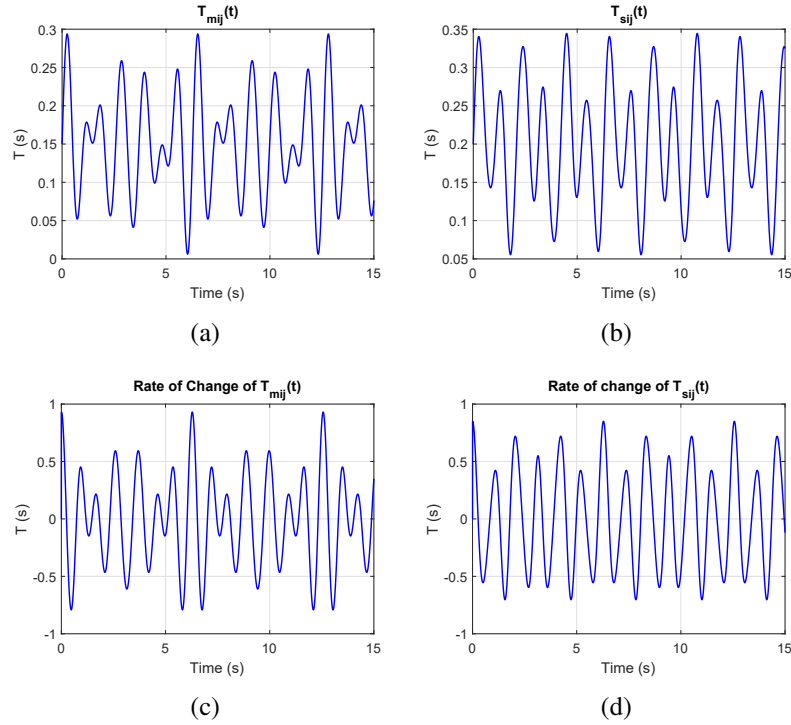 T_mij(t)
0.3
0.25
0.2
0.15
0.1
0.05
0
T (s)
0 5 10 15
Time (s)
(a)
T_sij(t)
0.35
0.3
0.25
0.2
0.15
0.1
0.05
T (s)
0 5 10 15
Time (s)
(b)
Rate of Change of T_mij(t)
1
0.5
0
-0.5
-1
T (s)
0 5 10 15
Time (s)
(c)
Rate of change of T_sij(t)
1
0.5
0
-0.5
-1
T (s)
0 5 10 15
Time (s)
(d)